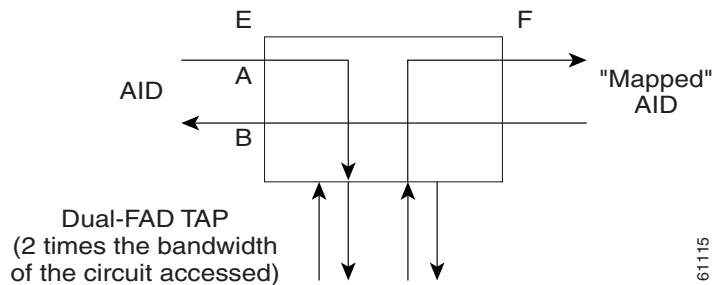 E
F
A
AID
"Mapped"
AID
B
Dual-FAD TAP
(2 times the bandwidth
of the circuit accessed)
61115